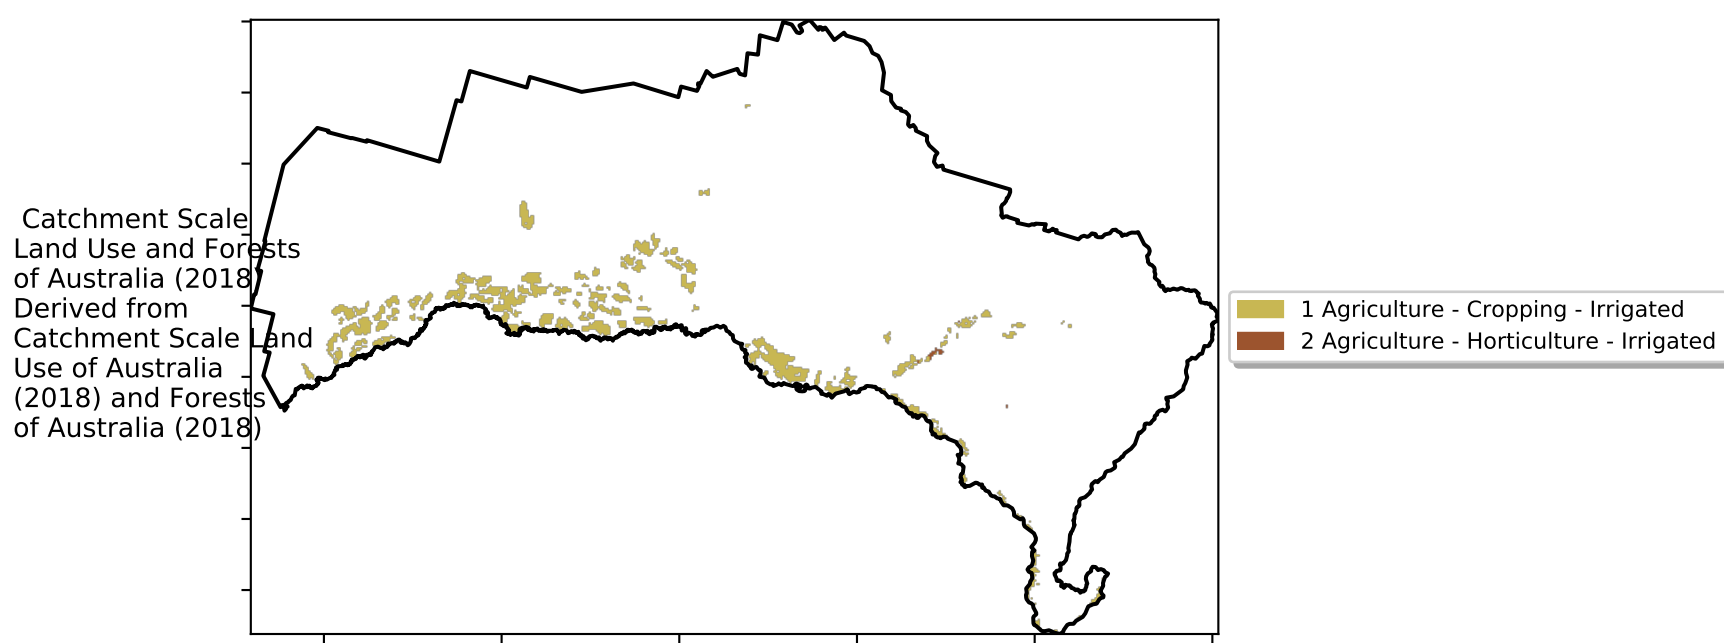 Catchment Scale
Land Use and Forests
of Australia (2018)
Derived from
Catchment Scale Land
Use of Australia
(2018) and Forests
of Australia (2018)
1 Agriculture - Cropping - Irrigated
2 Agriculture - Horticulture - Irrigated